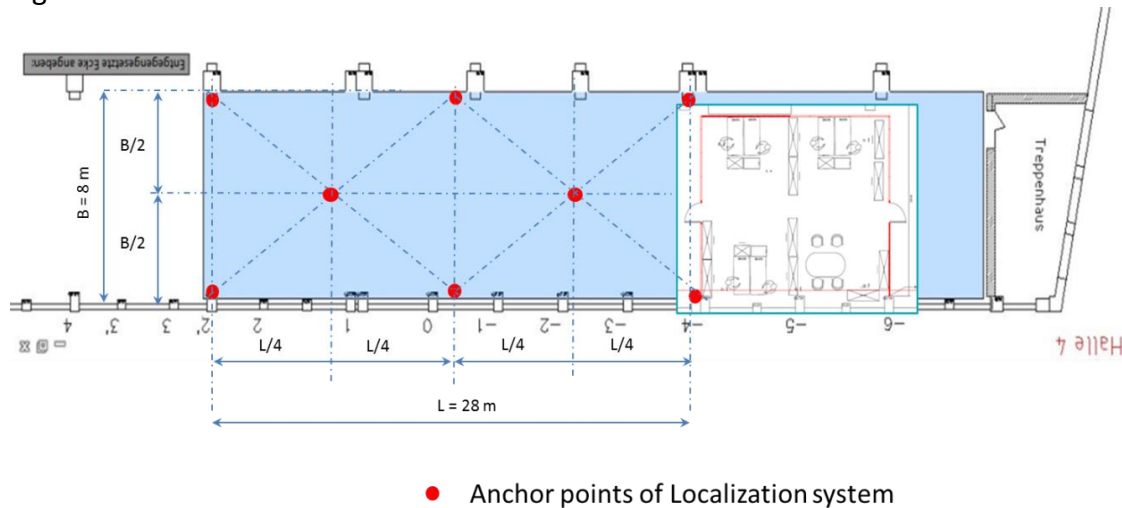 Entgegengesetzte Ecke angeben:
B/2
B = 8 m
B/2
Treppenhaus
4 3' 3 2' 2 1 0 -1 -2 -3 -4 -5 -6
L/4 L/4 L/4 L/4
Halle 4
L = 28 m
Anchor points of Localization system